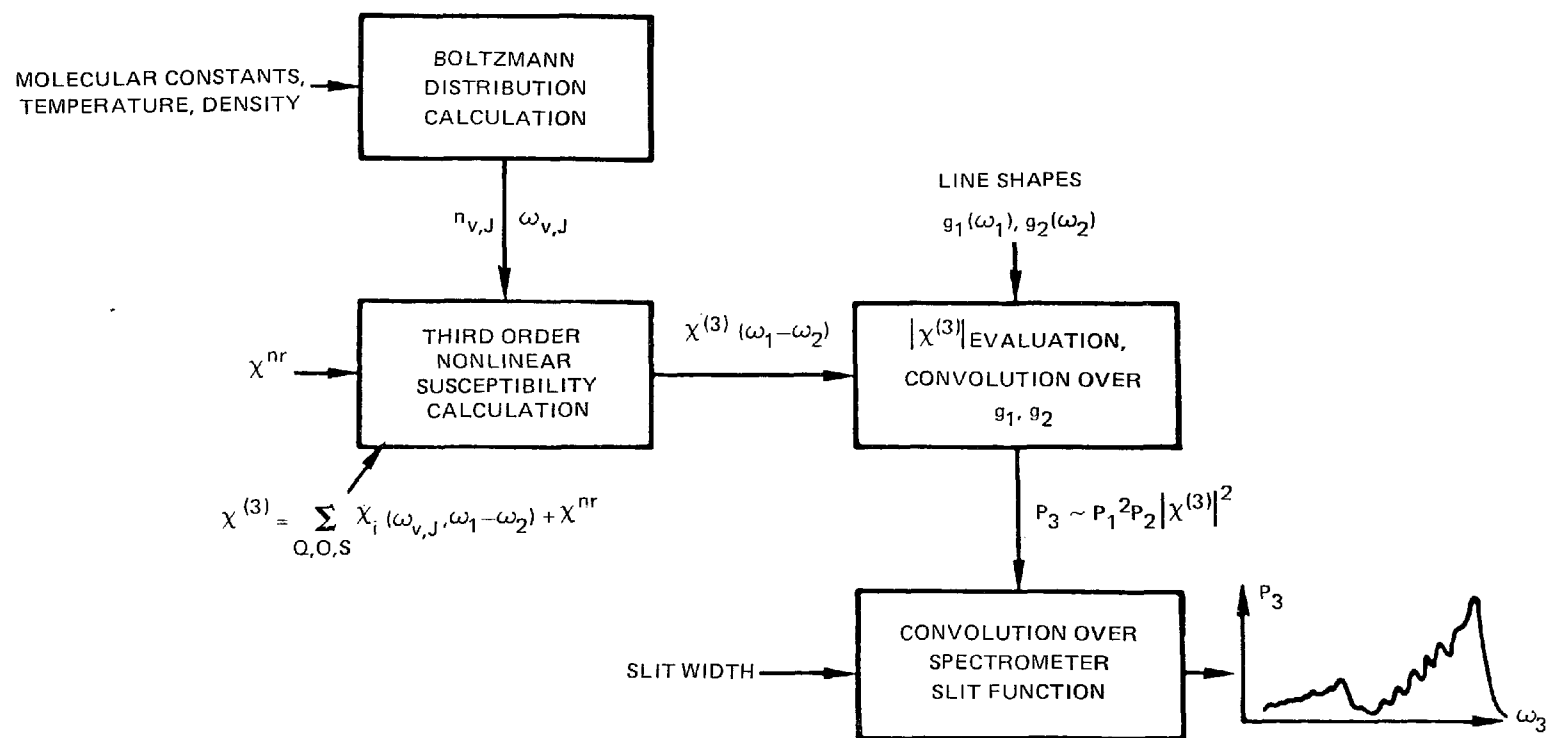 MOLECULAR CONSTANTS,
TEMPERATURE, DENSITY
BOLTZMANN
DISTRIBUTION
CALCULATION
n_{v,J} ω_{v,J}
LINE SHAPES
g₁(ω₁), g₂(ω₂)
χ^{nr}
THIRD ORDER
NONLINEAR
SUSCEPTIBILITY
CALCULATION
χ^{(3)} (ω₁−ω₂)
|χ^{(3)}| EVALUATION,
CONVOLUTION OVER
g₁, g₂
χ^{(3)} = Σ χ_i (ω_{v,J}, ω₁−ω₂) + χ^{nr}
Q,O,S
P₃ ~ P₁²P₂|χ^{(3)}|²
SLIT WIDTH
CONVOLUTION OVER
SPECTROMETER
SLIT FUNCTION
P₃
ω₃